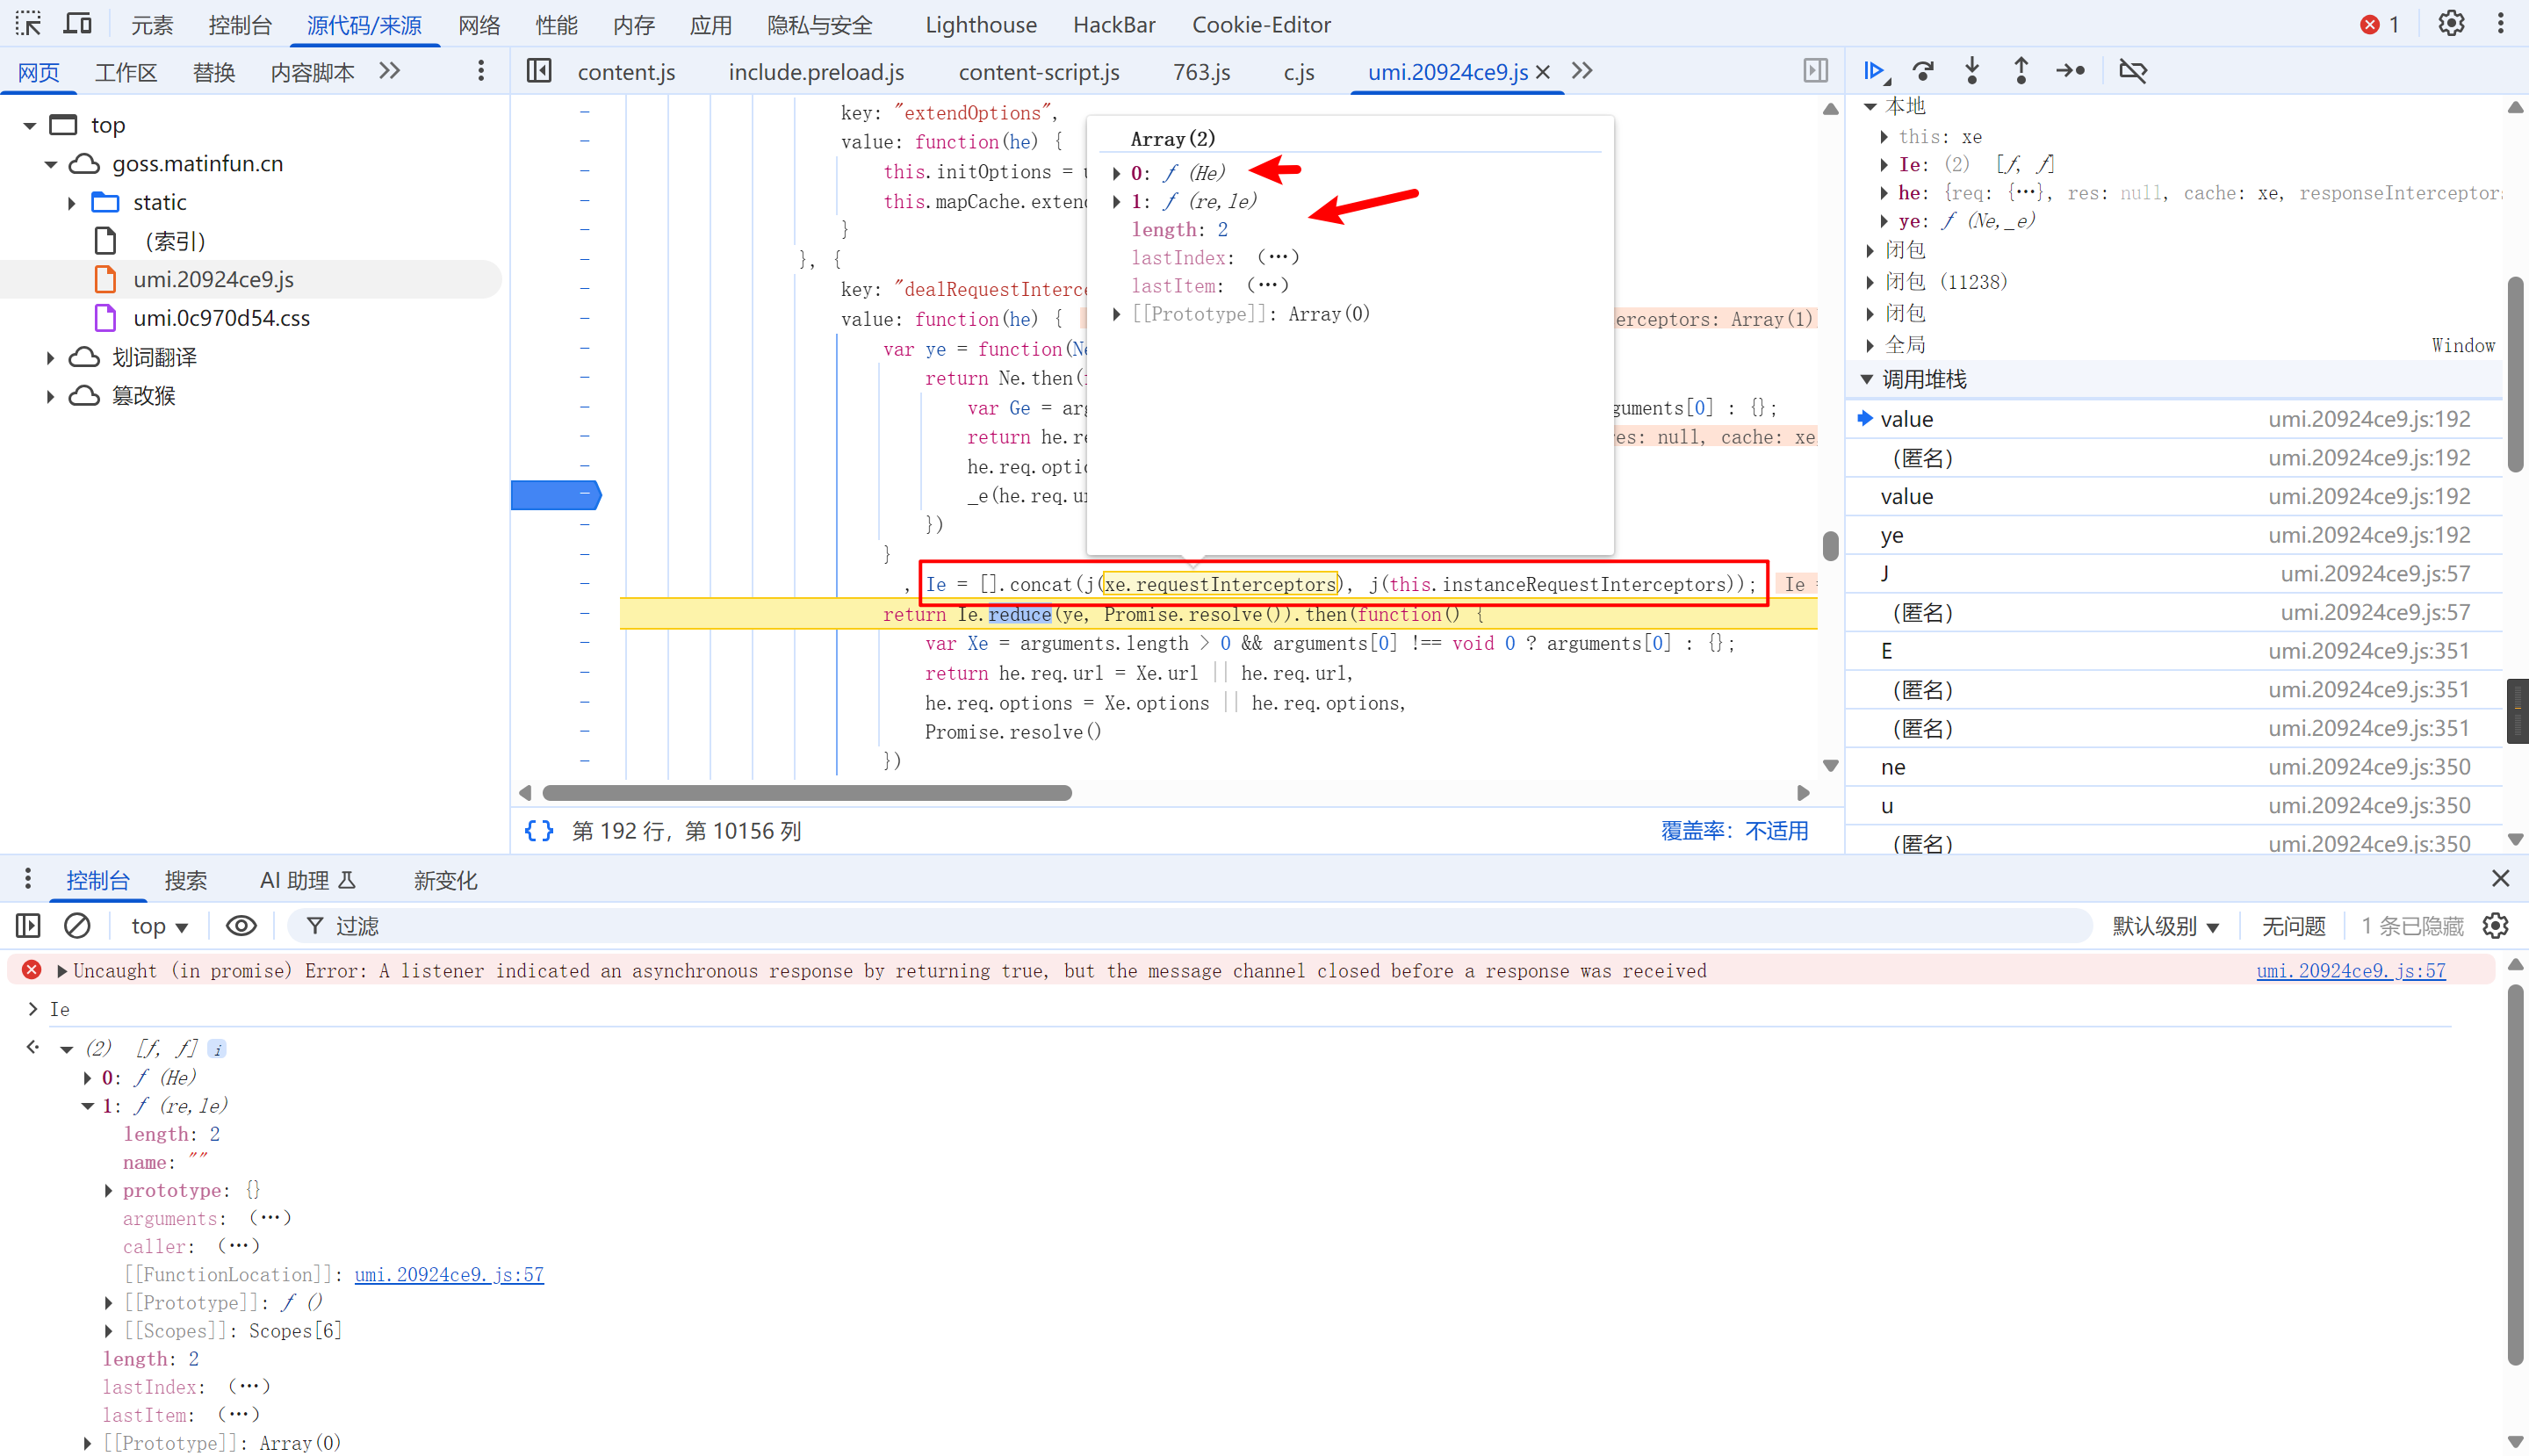 元素 控制台 源代码/来源 网络 性能 内存 应用 隐私与安全 Lighthouse HackBar Cookie-Editor 1
网页 工作区 替换 内容脚本
content.js include.preload.js content-script.js 763.js c.js umi.20924ce9.js
top
goss.matinfun.cn
static
(索引)
umi.20924ce9.js
umi.0c970d54.css
划词翻译
篡改猴
key: "extendOptions",
value: function(he) {
this.initOptions =
this.mapCache.exten
}
}, {
key: "dealRequestInterc
value: function(he) {
erceptors: Array(1)
var ye = function(N
return Ne.then(
var Ge = ar
guments[0] : {};
return he.r
res: null, cache: xe
he.req.optio
_e(he.req.u
})
}
, Ie = [].concat(j(xe.requestInterceptors), j(this.instanceRequestInterceptors)); Ie
return Ie.reduce(ye, Promise.resolve()).then(function() {
var Xe = arguments.length > 0 && arguments[0] !== void 0 ? arguments[0] : {};
return he.req.url = Xe.url || he.req.url,
he.req.options = Xe.options || he.req.options,
Promise.resolve()
})
Array(2)
0: ƒ (He)
1: ƒ (re,le)
length: 2
lastIndex: (…)
lastItem: (…)
[[Prototype]]: Array(0)
{} 第 192 行，第 10156 列 覆盖率：不适用
本地
this: xe
Ie: (2) [ƒ, ƒ]
he: {req: {…}, res: null, cache: xe, responseInterceptor
ye: ƒ (Ne,_e)
闭包
闭包 (11238)
闭包
全局 Window
调用堆栈
value umi.20924ce9.js:192
(匿名) umi.20924ce9.js:192
value umi.20924ce9.js:192
ye umi.20924ce9.js:192
J umi.20924ce9.js:57
(匿名) umi.20924ce9.js:57
E umi.20924ce9.js:351
(匿名) umi.20924ce9.js:351
(匿名) umi.20924ce9.js:351
ne umi.20924ce9.js:350
u umi.20924ce9.js:350
(匿名) umi.20924ce9.js:350
控制台 搜索 AI 助理 新变化
top 过滤 默认级别 无问题 1 条已隐藏
Uncaught (in promise) Error: A listener indicated an asynchronous response by returning true, but the message channel closed before a response was received umi.20924ce9.js:57
Ie
(2) [ƒ, ƒ] i
0: ƒ (He)
1: ƒ (re,le)
length: 2
name: ""
prototype: {}
arguments: (…)
caller: (…)
[[FunctionLocation]]: umi.20924ce9.js:57
[[Prototype]]: ƒ ()
[[Scopes]]: Scopes[6]
length: 2
lastIndex: (…)
lastItem: (…)
[[Prototype]]: Array(0)